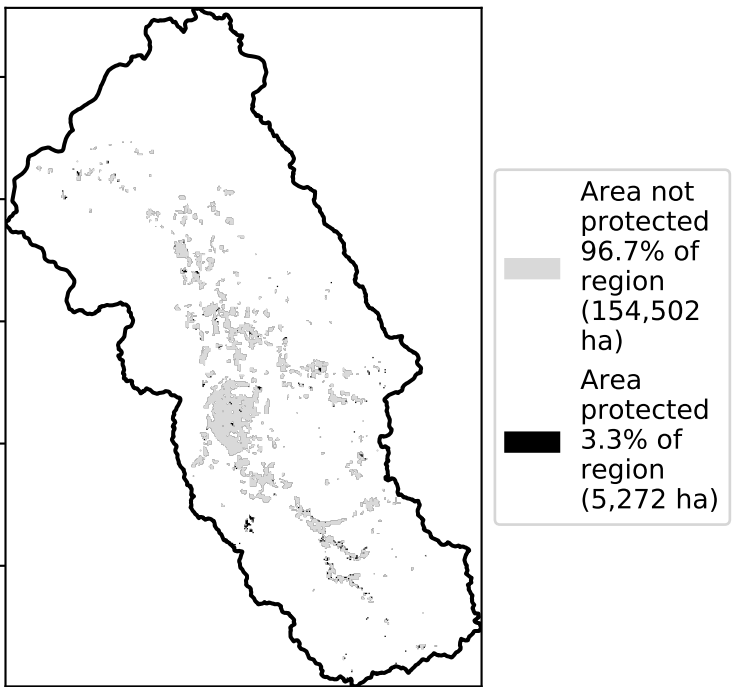 Area not
protected
96.7% of
region
(154,502
ha)
Area
protected
3.3% of
region
(5,272 ha)